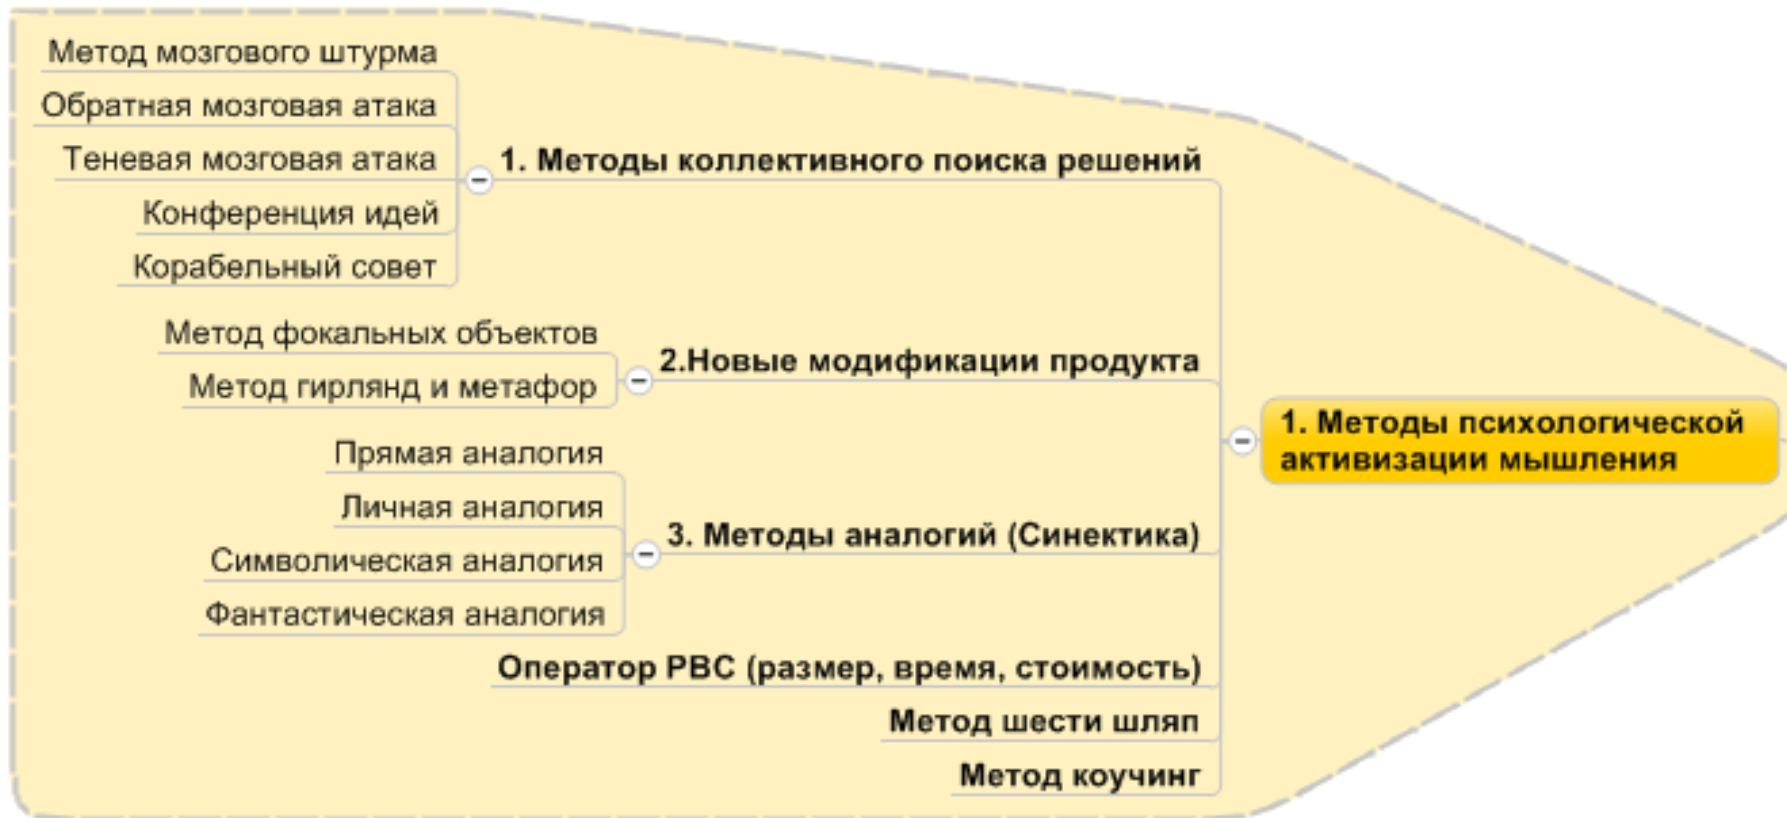 Метод мозгового штурма
Обратная мозговая атака
Теневая мозговая атака
Конференция идей
Корабельный совет
1. Методы коллективного поиска решений
Метод фокальных объектов
Метод гирлянд и метафор
2.Новые модификации продукта
Прямая аналогия
Личная аналогия
Символическая аналогия
Фантастическая аналогия
3. Методы аналогий (Синектика)
Оператор РВС (размер, время, стоимость)
Метод шести шляп
Метод коучинг
1. Методы психологической
активизации мышления